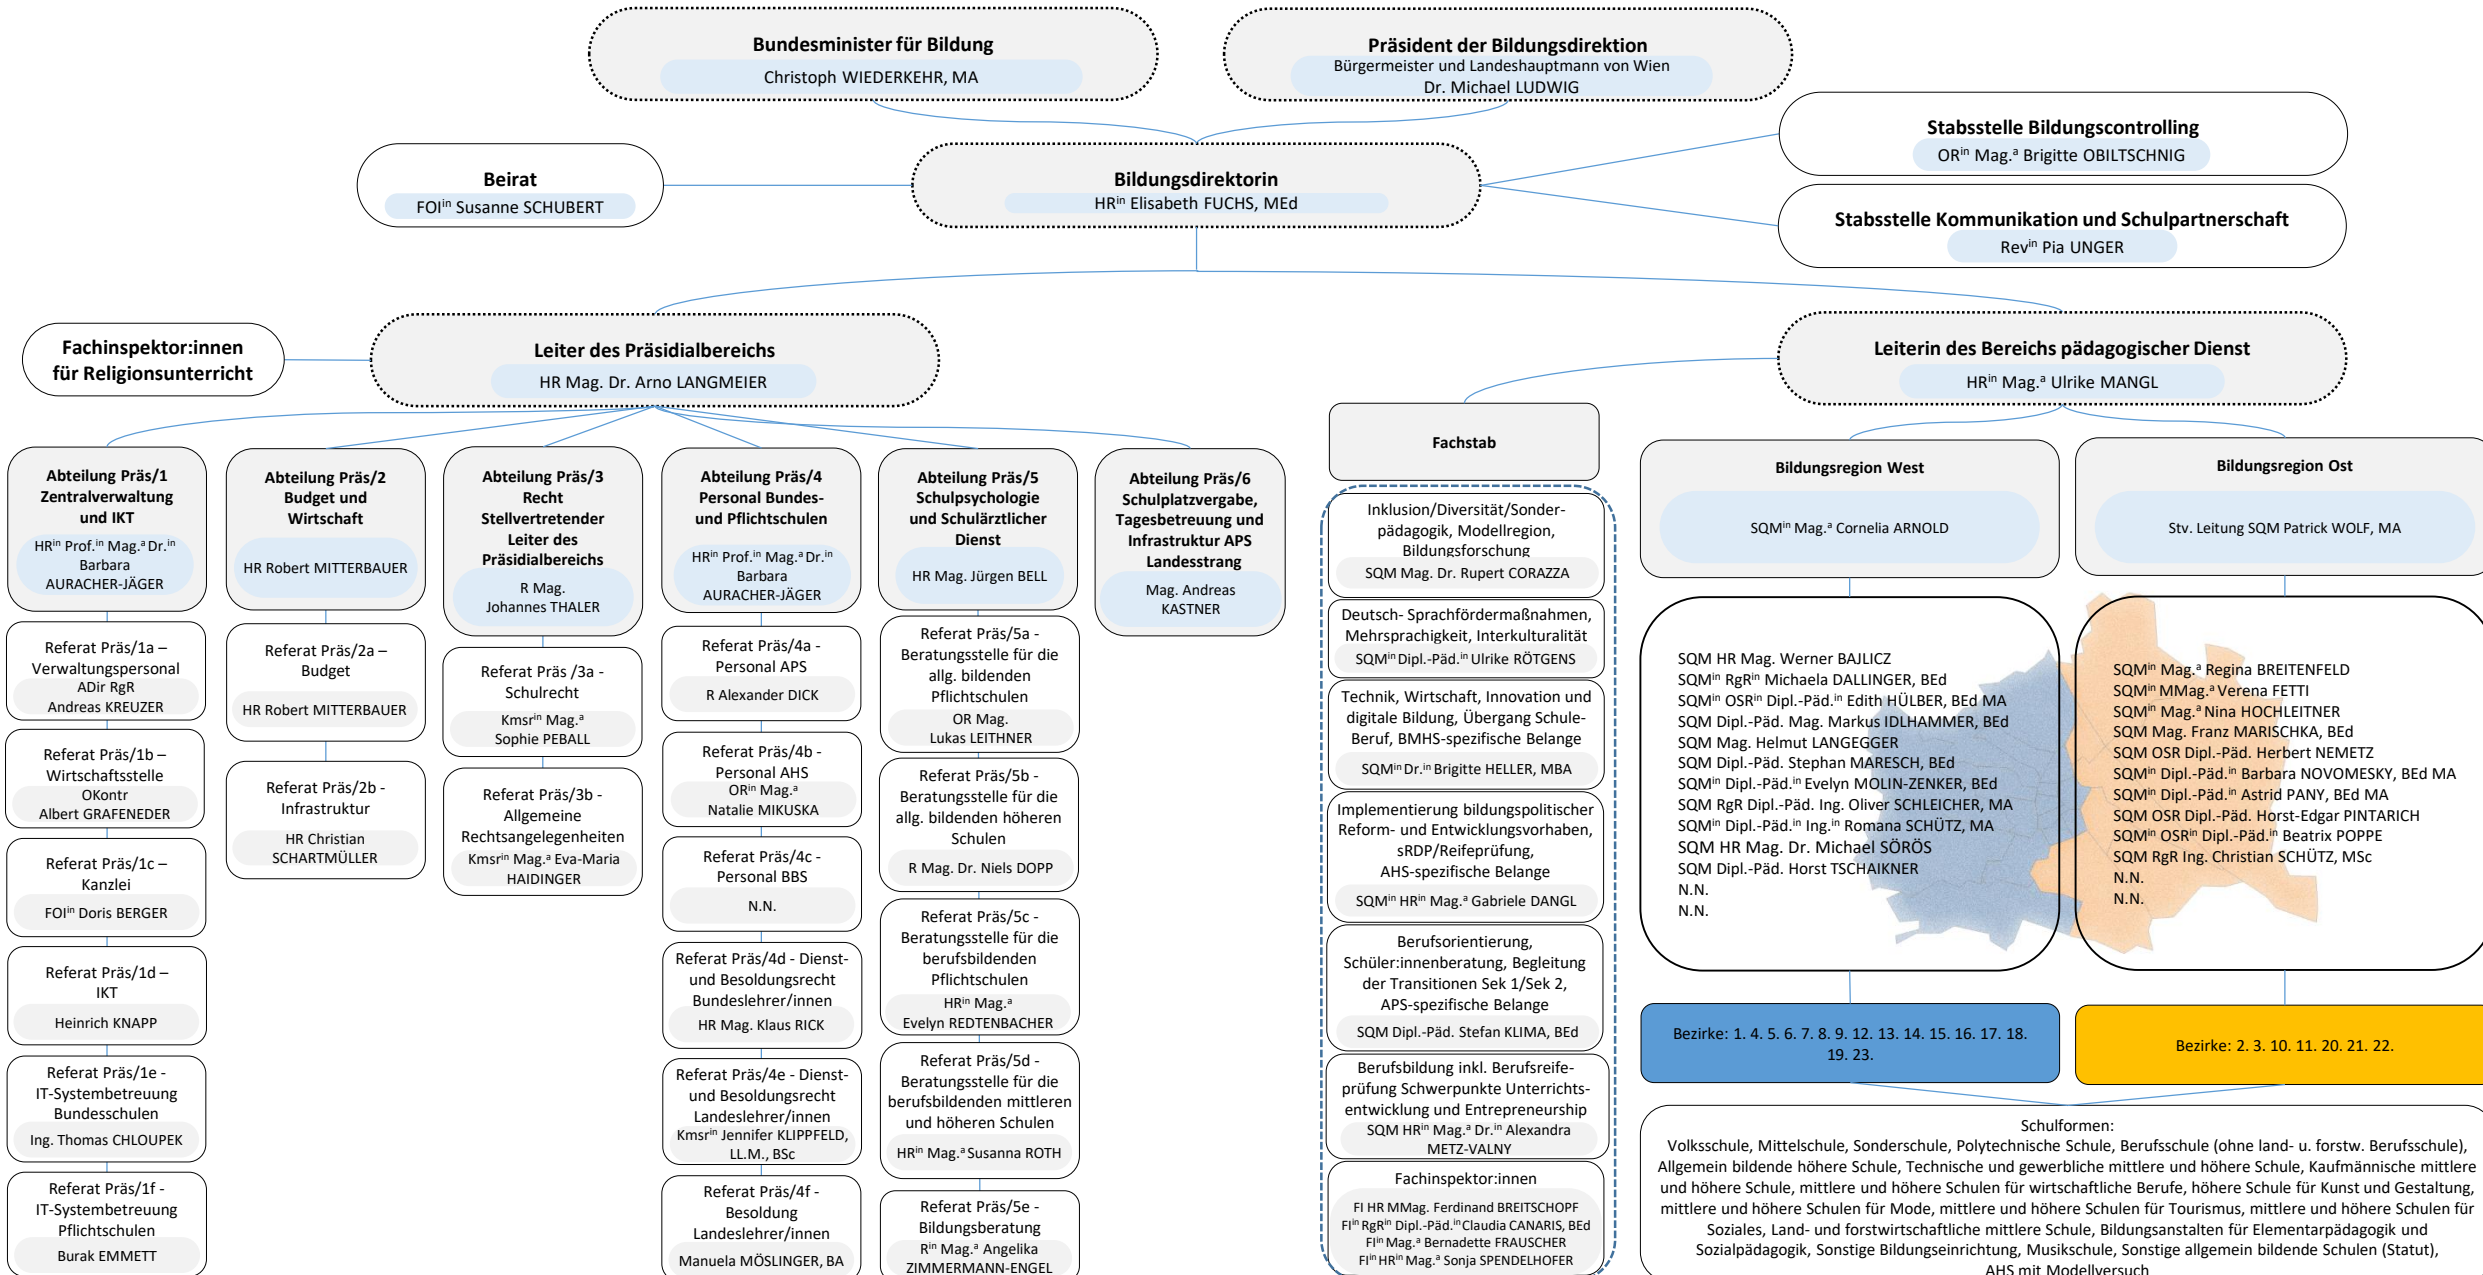 Bundesminister für Bildung
Christoph WIEDERKEHR, MA
Präsident der Bildungsdirektion
Bürgermeister und Landeshauptmann von Wien
Dr. Michael LUDWIG
Stabsstelle Bildungscontrolling
ORin Mag.a Brigitte OBILTSCHNIG
Beirat
FOIin Susanne SCHUBERT
Bildungsdirektorin
HRin Elisabeth FUCHS, MEd
Stabsstelle Kommunikation und Schulpartnerschaft
Revin Pia UNGER
Fachinspektor:innen
für Religionsunterricht
Leiter des Präsidialbereichs
HR Mag. Dr. Arno LANGMEIER
Leiterin des Bereichs pädagogischer Dienst
HRin Mag.a Ulrike MANGL
Abteilung Präs/1
Zentralverwaltung
und IKT
HRin Prof.in Mag.a Dr.in
Barbara
AURACHER-JÄGER
Referat Präs/1a –
Verwaltungspersonal
ADir RgR
Andreas KREUZER
Referat Präs/1b –
Wirtschaftsstelle
OKontr
Albert GRAFENEDER
Referat Präs/1c –
Kanzlei
FOIin Doris BERGER
Referat Präs/1d –
IKT
Heinrich KNAPP
Referat Präs/1e -
IT-Systembetreuung
Bundesschulen
Ing. Thomas CHLOUPEK
Referat Präs/1f -
IT-Systembetreuung
Pflichtschulen
Burak EMMETT
Abteilung Präs/2
Budget und
Wirtschaft
HR Robert MITTERBAUER
Referat Präs/2a –
Budget
HR Robert MITTERBAUER
Referat Präs/2b -
Infrastruktur
HR Christian
SCHARTMÜLLER
Abteilung Präs/3
Recht
Stellvertretender
Leiter des
Präsidialbereichs
R Mag.
Johannes THALER
Referat Präs /3a -
Schulrecht
Kmsrin Mag.a
Sophie PEBALL
Referat Präs/3b -
Allgemeine
Rechtsangelegenheiten
Kmsrin Mag.a Eva-Maria
HAIDINGER
Abteilung Präs/4
Personal Bundes-
und Pflichtschulen
HRin Prof.in Mag.a Dr.in
Barbara
AURACHER-JÄGER
Referat Präs/4a -
Personal APS
R Alexander DICK
Referat Präs/4b -
Personal AHS
ORin Mag.a
Natalie MIKUSKA
Referat Präs/4c -
Personal BBS
N.N.
Referat Präs/4d - Dienst-
und Besoldungsrecht
Bundeslehrer/innen
HR Mag. Klaus RICK
Referat Präs/4e - Dienst-
und Besoldungsrecht
Landeslehrer/innen
Kmsrin Jennifer KLIPPFELD,
LL.M., BSc
Referat Präs/4f -
Besoldung
Landeslehrer/innen
Manuela MÖSLINGER, BA
Abteilung Präs/5
Schulpsychologie
und Schulärztlicher
Dienst
HR Mag. Jürgen BELL
Referat Präs/5a -
Beratungsstelle für die
allg. bildenden
Pflichtschulen
OR Mag.
Lukas LEITHNER
Referat Präs/5b -
Beratungsstelle für die
allg. bildenden höheren
Schulen
R Mag. Dr. Niels DOPP
Referat Präs/5c -
Beratungsstelle für die
berufsbildenden
Pflichtschulen
HRin Mag.a
Evelyn REDTENBACHER
Referat Präs/5d -
Beratungsstelle für die
berufsbildenden mittleren
und höheren Schulen
HRin Mag.a Susanna ROTH
Referat Präs/5e -
Bildungsberatung
Rin Mag.a Angelika
ZIMMERMANN-ENGEL
Abteilung Präs/6
Schulplatzvergabe,
Tagesbetreuung und
Infrastruktur APS
Landesstrang
Mag. Andreas
KASTNER
Fachstab
Inklusion/Diversität/Sonder-
pädagogik, Modellregion,
Bildungsforschung
SQM Mag. Dr. Rupert CORAZZA
Deutsch- Sprachfördermaßnahmen,
Mehrsprachigkeit, Interkulturalität
SQMin Dipl.-Päd.in Ulrike RÖTGENS
Technik, Wirtschaft, Innovation und
digitale Bildung, Übergang Schule-
Beruf, BMHS-spezifische Belange
SQMin Dr.in Brigitte HELLER, MBA
Implementierung bildungspolitischer
Reform- und Entwicklungsvorhaben,
sRDP/Reifeprüfung,
AHS-spezifische Belange
SQMin HRin Mag.a Gabriele DANGL
Berufsorientierung,
Schüler:innenberatung, Begleitung
der Transitionen Sek 1/Sek 2,
APS-spezifische Belange
SQM Dipl.-Päd. Stefan KLIMA, BEd
Berufsbildung inkl. Berufsreife-
prüfung Schwerpunkte Unterrichts-
entwicklung und Entrepreneurship
SQM HRin Mag.a Dr.in Alexandra
METZ-VALNY
Fachinspektor:innen
FI HR MMag. Ferdinand BREITSCHOPF
FIin RgRin Dipl.-Päd.in Claudia CANARIS, BEd
FIin Mag.a Bernadette FRAUSCHER
FIin HRin Mag.a Sonja SPENDELHOFER
Bildungsregion West
SQMin Mag.a Cornelia ARNOLD
SQM HR Mag. Werner BAJLICZ
SQMin RgRin Michaela DALLINGER, BEd
SQMin OSRin Dipl.-Päd.in Edith HÜLBER, BEd MA
SQM Dipl.-Päd. Mag. Markus IDLHAMMER, BEd
SQM Mag. Helmut LANGEGGER
SQM Dipl.-Päd. Stephan MARESCH, BEd
SQMin Dipl.-Päd.in Evelyn MOLIN-ZENKER, BEd
SQM RgR Dipl.-Päd. Ing. Oliver SCHLEICHER, MA
SQMin Dipl.-Päd.in Ing.in Romana SCHÜTZ, MA
SQM HR Mag. Dr. Michael SÖRÖS
SQM Dipl.-Päd. Horst TSCHAIKNER
N.N.
N.N.
Bezirke: 1. 4. 5. 6. 7. 8. 9. 12. 13. 14. 15. 16. 17. 18.
19. 23.
Bildungsregion Ost
Stv. Leitung SQM Patrick WOLF, MA
SQMin Mag.a Regina BREITENFELD
SQMin MMag.a Verena FETTI
SQMin Mag.a Nina HOCHLEITNER
SQM Mag. Franz MARISCHKA, BEd
SQM OSR Dipl.-Päd. Herbert NEMETZ
SQMin Dipl.-Päd.in Barbara NOVOMESKY, BEd MA
SQMin Dipl.-Päd.in Astrid PANY, BEd MA
SQM OSR Dipl.-Päd. Horst-Edgar PINTARICH
SQMin OSRin Dipl.-Päd.in Beatrix POPPE
SQM RgR Ing. Christian SCHÜTZ, MSc
N.N.
N.N.
Bezirke: 2. 3. 10. 11. 20. 21. 22.
Schulformen:
Volksschule, Mittelschule, Sonderschule, Polytechnische Schule, Berufsschule (ohne land- u. forstw. Berufsschule),
Allgemein bildende höhere Schule, Technische und gewerbliche mittlere und höhere Schule, Kaufmännische mittlere
und höhere Schule, mittlere und höhere Schulen für wirtschaftliche Berufe, höhere Schule für Kunst und Gestaltung,
mittlere und höhere Schulen für Mode, mittlere und höhere Schulen für Tourismus, mittlere und höhere Schulen für
Soziales, Land- und forstwirtschaftliche mittlere Schule, Bildungsanstalten für Elementarpädagogik und
Sozialpädagogik, Sonstige Bildungseinrichtung, Musikschule, Sonstige allgemein bildende Schulen (Statut),
AHS mit Modellversuch